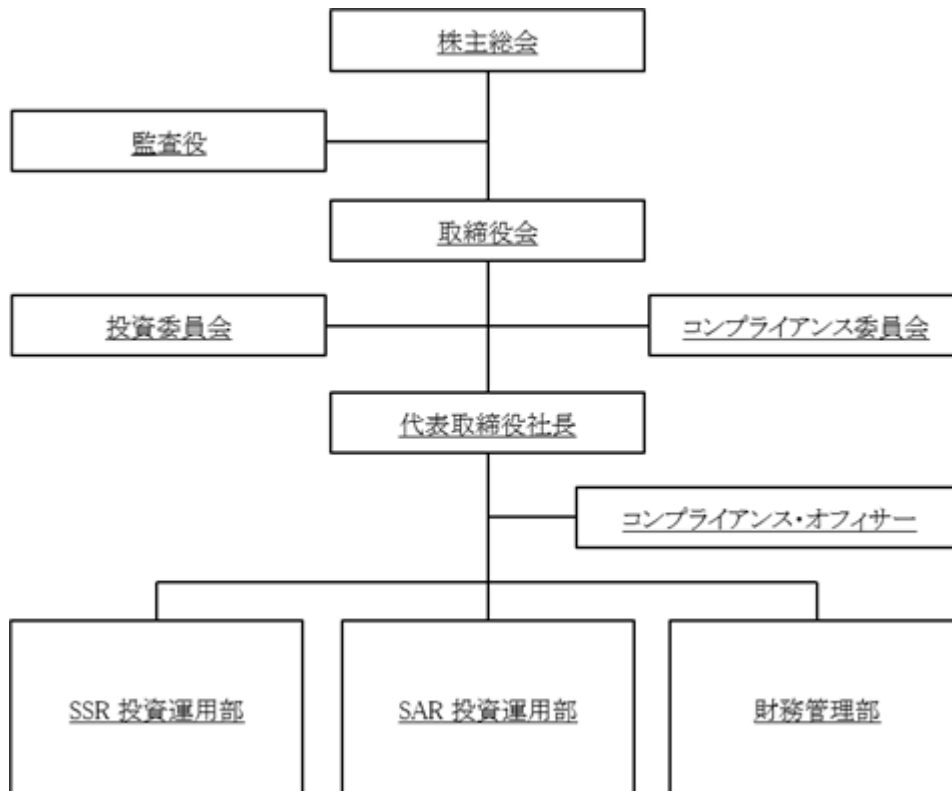 株主総会
監査役
取締役会
投資委員会
コンプライアンス委員会
代表取締役社長
コンプライアンス・オフィサー
SSR 投資運用部
SAR 投資運用部
財務管理部